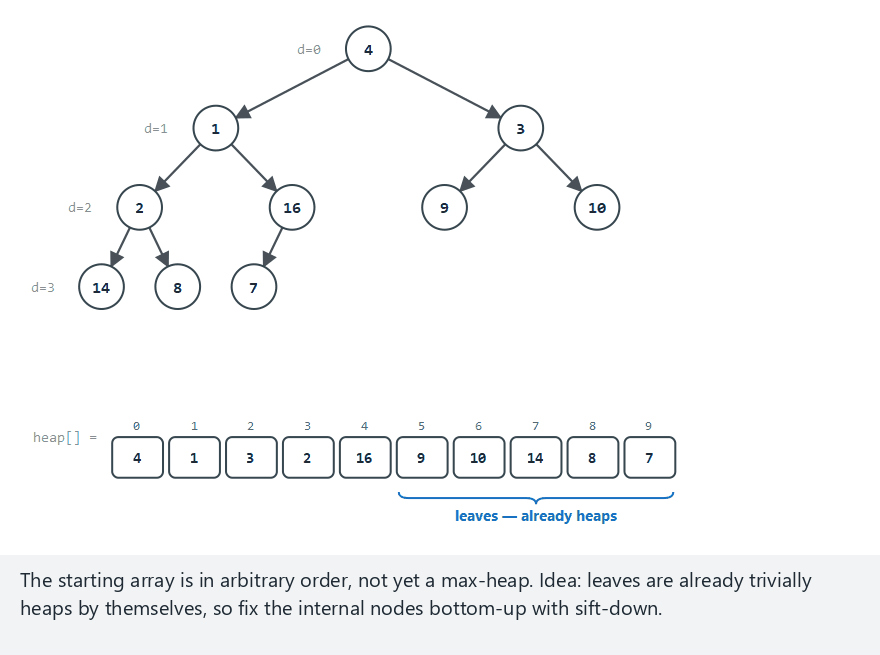 d=0 4
d=1 1 3
d=2 2 16 9 10
d=3 14 8 7
0 1 2 3 4 5 6 7 8 9
heap[] = 4 1 3 2 16 9 10 14 8 7
leaves — already heaps
The starting array is in arbitrary order, not yet a max-heap. Idea: leaves are already trivially
heaps by themselves, so fix the internal nodes bottom-up with sift-down.